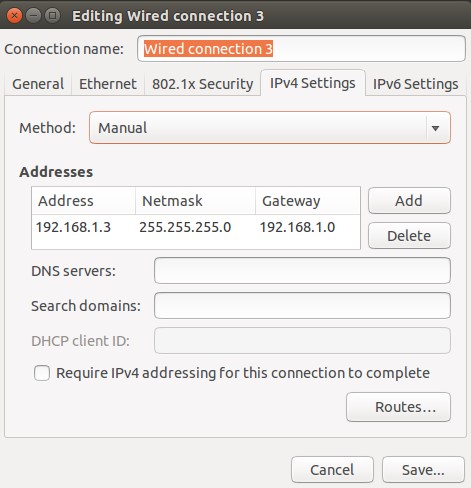 Editing Wired connection 3
Connection name: Wired connection 3
General Ethernet 802.1x Security IPv4 Settings IPv6 Settings
Method: Manual
Addresses
Address Netmask Gateway Add
192.168.1.3 255.255.255.0 192.168.1.0
Delete
DNS servers:
Search domains:
DHCP client ID:
Require IPv4 addressing for this connection to complete
Routes...
Cancel Save...